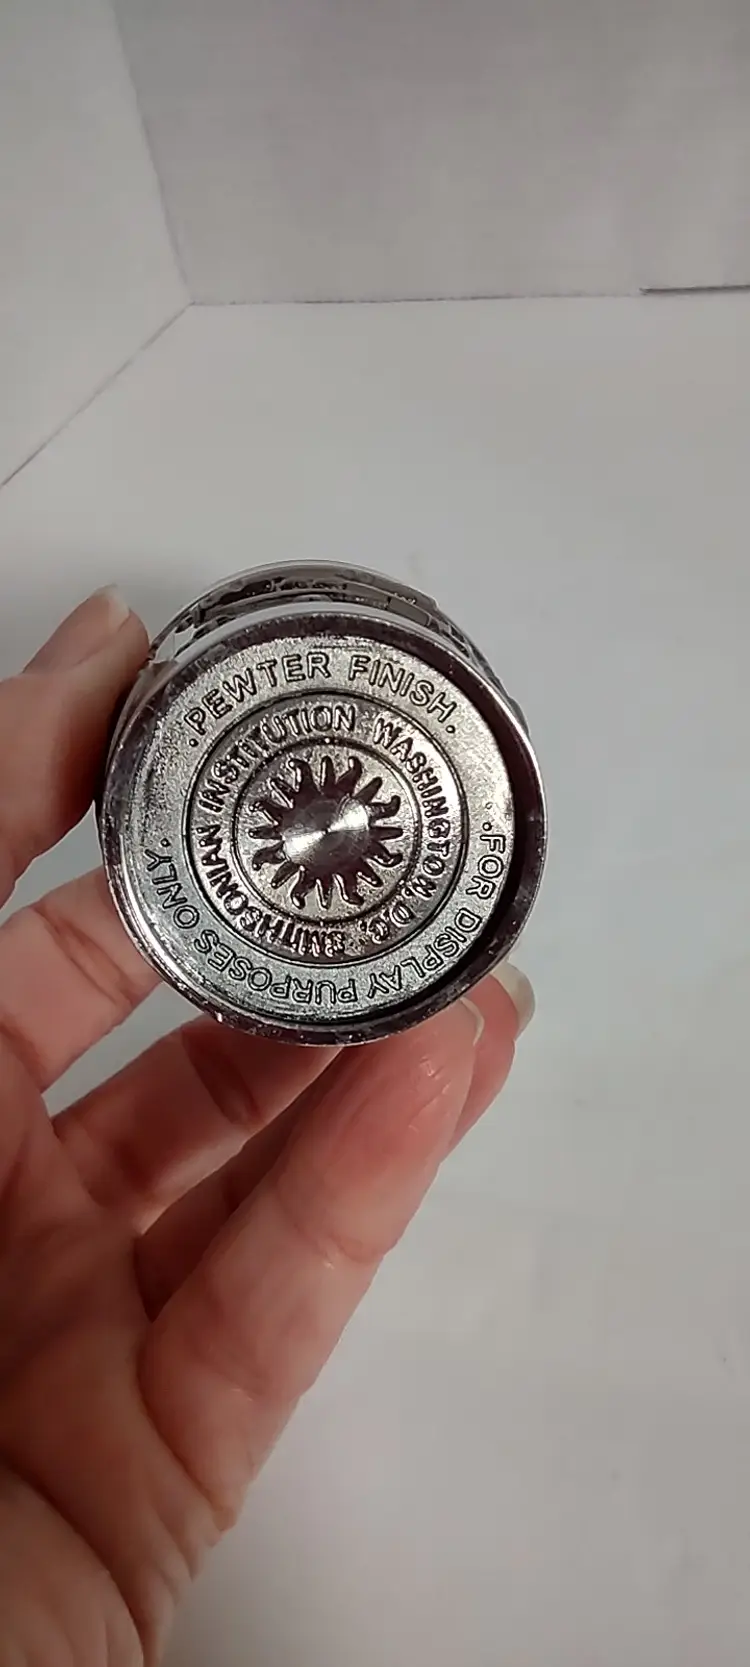 ·PEWTER FINISH·
·FOR DISPLAY PURPOSES ONLY·
SMITHSONIAN INSTITUTION WASHINGTON, D.C.